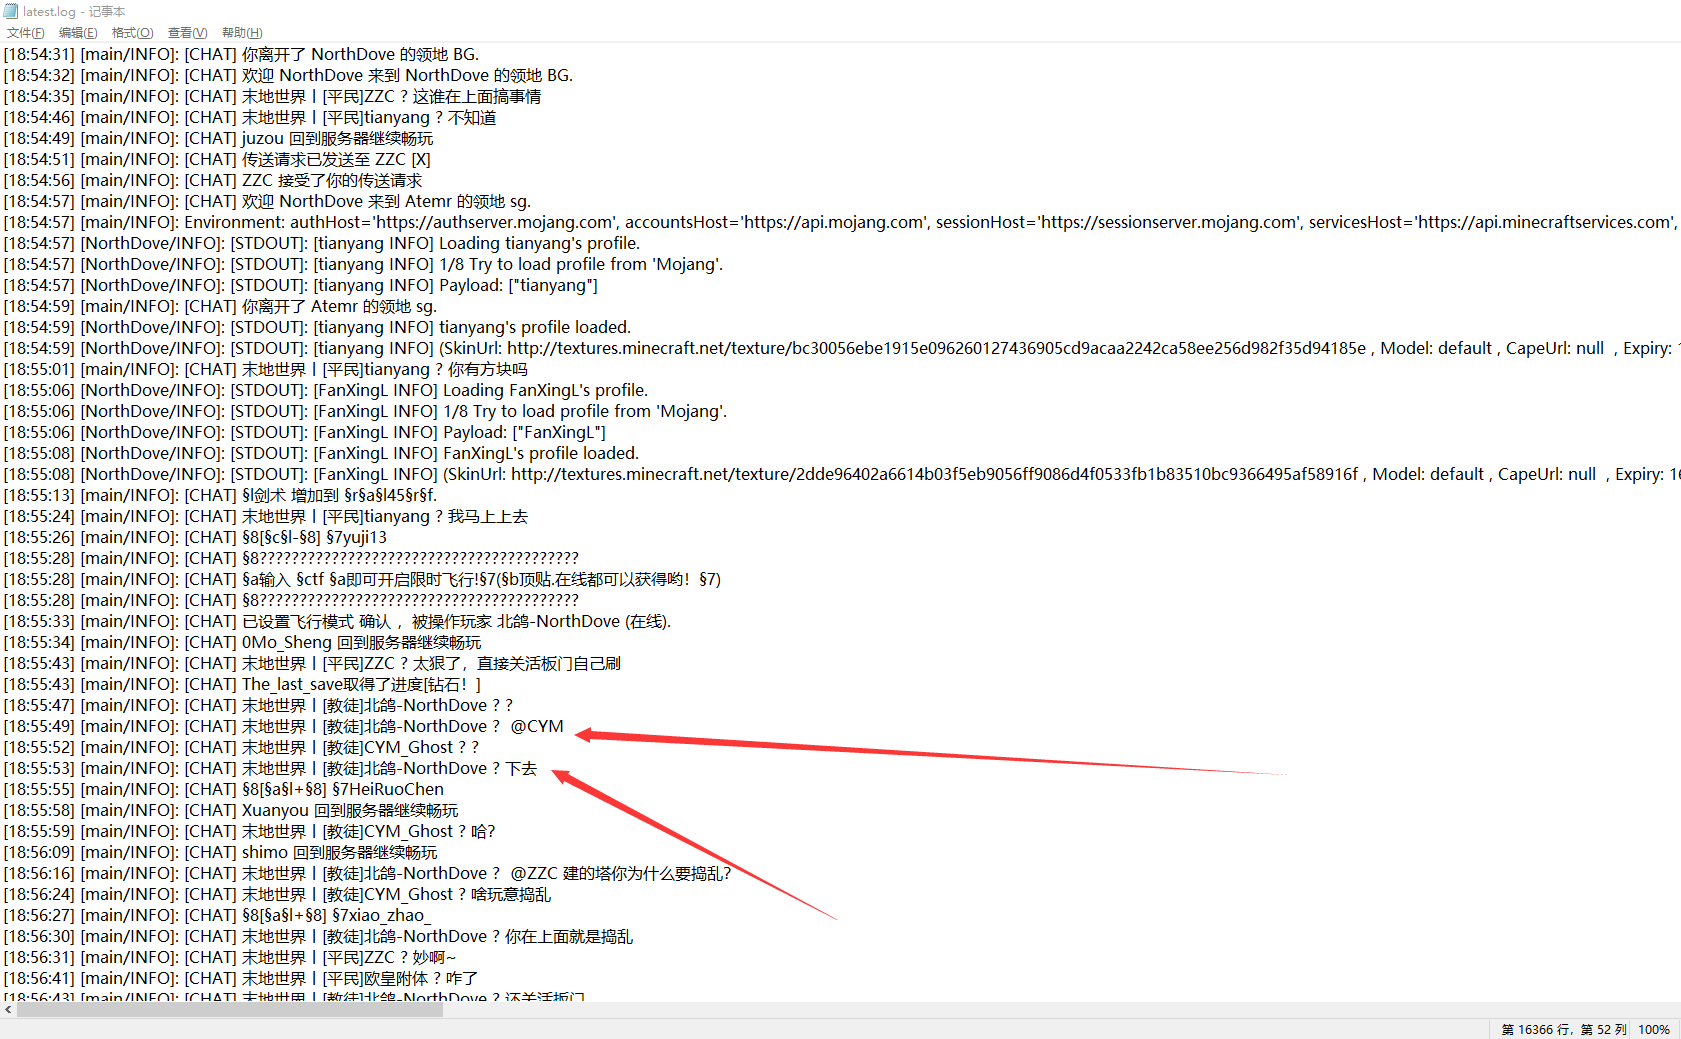 latest.log - 记事本
文件(F) 编辑(E) 格式(O) 查看(V) 帮助(H)
[18:54:31] [main/INFO]: [CHAT] 你离开了 NorthDove 的领地 BG.
[18:54:32] [main/INFO]: [CHAT] 欢迎 NorthDove 来到 NorthDove 的领地 BG.
[18:54:35] [main/INFO]: [CHAT] 末地世界丨[平民]ZZC ? 这谁在上面搞事情
[18:54:46] [main/INFO]: [CHAT] 末地世界丨[平民]tianyang ? 不知道
[18:54:49] [main/INFO]: [CHAT] juzou 回到服务器继续畅玩
[18:54:51] [main/INFO]: [CHAT] 传送请求已发送至 ZZC [X]
[18:54:56] [main/INFO]: [CHAT] ZZC 接受了你的传送请求
[18:54:57] [main/INFO]: [CHAT] 欢迎 NorthDove 来到 Atemr 的领地 sg.
[18:54:57] [main/INFO]: Environment: authHost='https://authserver.mojang.com', accountsHost='https://api.mojang.com', sessionHost='https://sessionserver.mojang.com', servicesHost='https://api.minecraftservices.com',
[18:54:57] [NorthDove/INFO]: [STDOUT]: [tianyang INFO] Loading tianyang's profile.
[18:54:57] [NorthDove/INFO]: [STDOUT]: [tianyang INFO] 1/8 Try to load profile from 'Mojang'.
[18:54:57] [NorthDove/INFO]: [STDOUT]: [tianyang INFO] Payload: ["tianyang"]
[18:54:59] [main/INFO]: [CHAT] 你离开了 Atemr 的领地 sg.
[18:54:59] [NorthDove/INFO]: [STDOUT]: [tianyang INFO] tianyang's profile loaded.
[18:54:59] [NorthDove/INFO]: [STDOUT]: [tianyang INFO] (SkinUrl: http://textures.minecraft.net/texture/bc30056ebe1915e096260127436905cd9acaa2242ca58ee256d982f35d94185e , Model: default , CapeUrl: null  , Expiry: 1
[18:55:01] [main/INFO]: [CHAT] 末地世界丨[平民]tianyang ? 你有方块吗
[18:55:06] [NorthDove/INFO]: [STDOUT]: [FanXingL INFO] Loading FanXingL's profile.
[18:55:06] [NorthDove/INFO]: [STDOUT]: [FanXingL INFO] 1/8 Try to load profile from 'Mojang'.
[18:55:06] [NorthDove/INFO]: [STDOUT]: [FanXingL INFO] Payload: ["FanXingL"]
[18:55:08] [NorthDove/INFO]: [STDOUT]: [FanXingL INFO] FanXingL's profile loaded.
[18:55:08] [NorthDove/INFO]: [STDOUT]: [FanXingL INFO] (SkinUrl: http://textures.minecraft.net/texture/2dde96402a6614b03f5eb9056ff9086d4f0533fb1b83510bc9366495af58916f , Model: default , CapeUrl: null  , Expiry: 16
[18:55:13] [main/INFO]: [CHAT] §l剑术 增加到 §r§a§l45§r§f.
[18:55:24] [main/INFO]: [CHAT] 末地世界丨[平民]tianyang ? 我马上上去
[18:55:26] [main/INFO]: [CHAT] §8[§c§l-§8] §7yuji13
[18:55:28] [main/INFO]: [CHAT] §8????????????????????????????????????????
[18:55:28] [main/INFO]: [CHAT] §a输入 §ctf §a即可开启限时飞行!§7(§b顶贴.在线都可以获得哟！§7)
[18:55:28] [main/INFO]: [CHAT] §8????????????????????????????????????????
[18:55:33] [main/INFO]: [CHAT] 已设置飞行模式 确认 ，被操作玩家 北鸽-NorthDove (在线).
[18:55:34] [main/INFO]: [CHAT] 0Mo_Sheng 回到服务器继续畅玩
[18:55:43] [main/INFO]: [CHAT] 末地世界丨[平民]ZZC ? 太狠了，直接关活板门自己刷
[18:55:43] [main/INFO]: [CHAT] The_last_save取得了进度[钻石！]
[18:55:47] [main/INFO]: [CHAT] 末地世界丨[教徒]北鸽-NorthDove ? ?
[18:55:49] [main/INFO]: [CHAT] 末地世界丨[教徒]北鸽-NorthDove ?  @CYM
[18:55:52] [main/INFO]: [CHAT] 末地世界丨[教徒]CYM_Ghost ? ?
[18:55:53] [main/INFO]: [CHAT] 末地世界丨[教徒]北鸽-NorthDove ? 下去
[18:55:55] [main/INFO]: [CHAT] §8[§a§l+§8] §7HeiRuoChen
[18:55:58] [main/INFO]: [CHAT] Xuanyou 回到服务器继续畅玩
[18:55:59] [main/INFO]: [CHAT] 末地世界丨[教徒]CYM_Ghost ? 哈?
[18:56:09] [main/INFO]: [CHAT] shimo 回到服务器继续畅玩
[18:56:16] [main/INFO]: [CHAT] 末地世界丨[教徒]北鸽-NorthDove ?  @ZZC 建的塔你为什么要捣乱?
[18:56:24] [main/INFO]: [CHAT] 末地世界丨[教徒]CYM_Ghost ? 啥玩意捣乱
[18:56:27] [main/INFO]: [CHAT] §8[§a§l+§8] §7xiao_zhao_
[18:56:30] [main/INFO]: [CHAT] 末地世界丨[教徒]北鸽-NorthDove ? 你在上面就是捣乱
[18:56:31] [main/INFO]: [CHAT] 末地世界丨[平民]ZZC ? 妙啊~
[18:56:41] [main/INFO]: [CHAT] 末地世界丨[平民]欧皇附体 ? 咋了
[18:56:43] [main/INFO]: [CHAT] 末地世界丨[教徒]北鸽-NorthDove ? 还关活板门
第 16366 行，第 52 列 100%